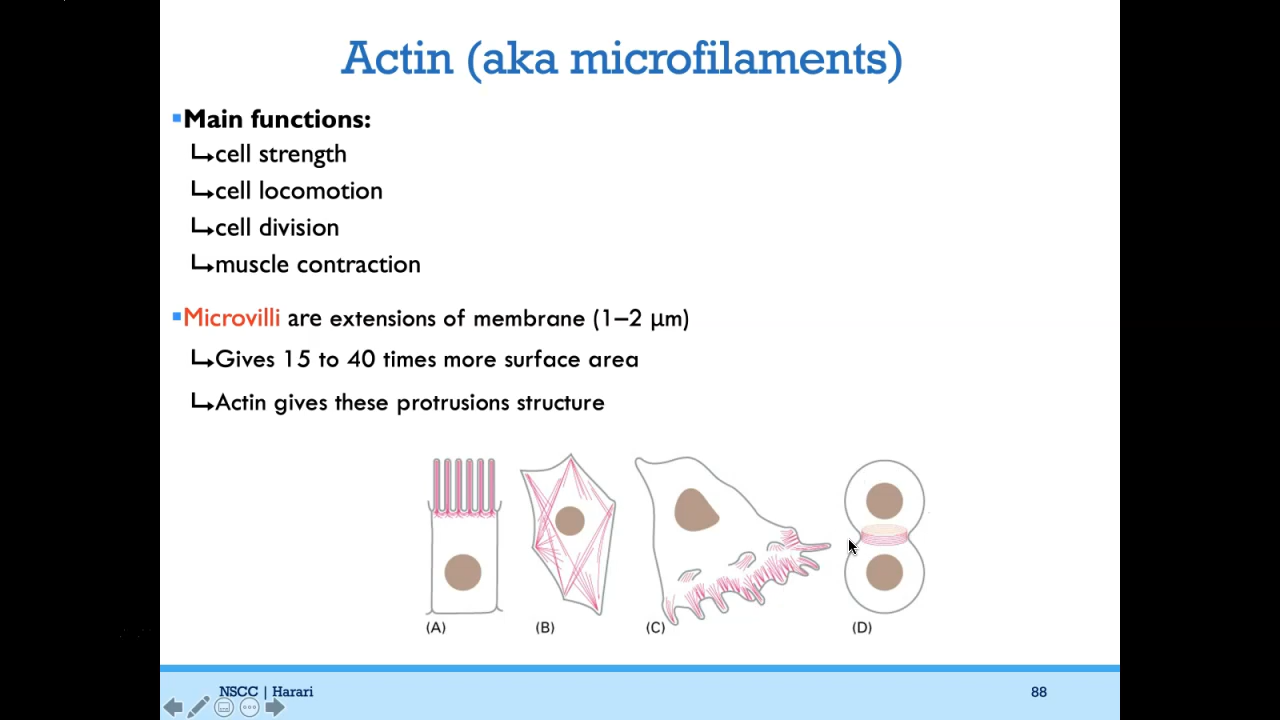 Actin (aka microfilaments)
Main functions:
cell strength
cell locomotion
cell division
muscle contraction
Microvilli are extensions of membrane (1–2 µm)
Gives 15 to 40 times more surface area
Actin gives these protrusions structure
(A) (B) (C) (D)
NSCC | Harari 88